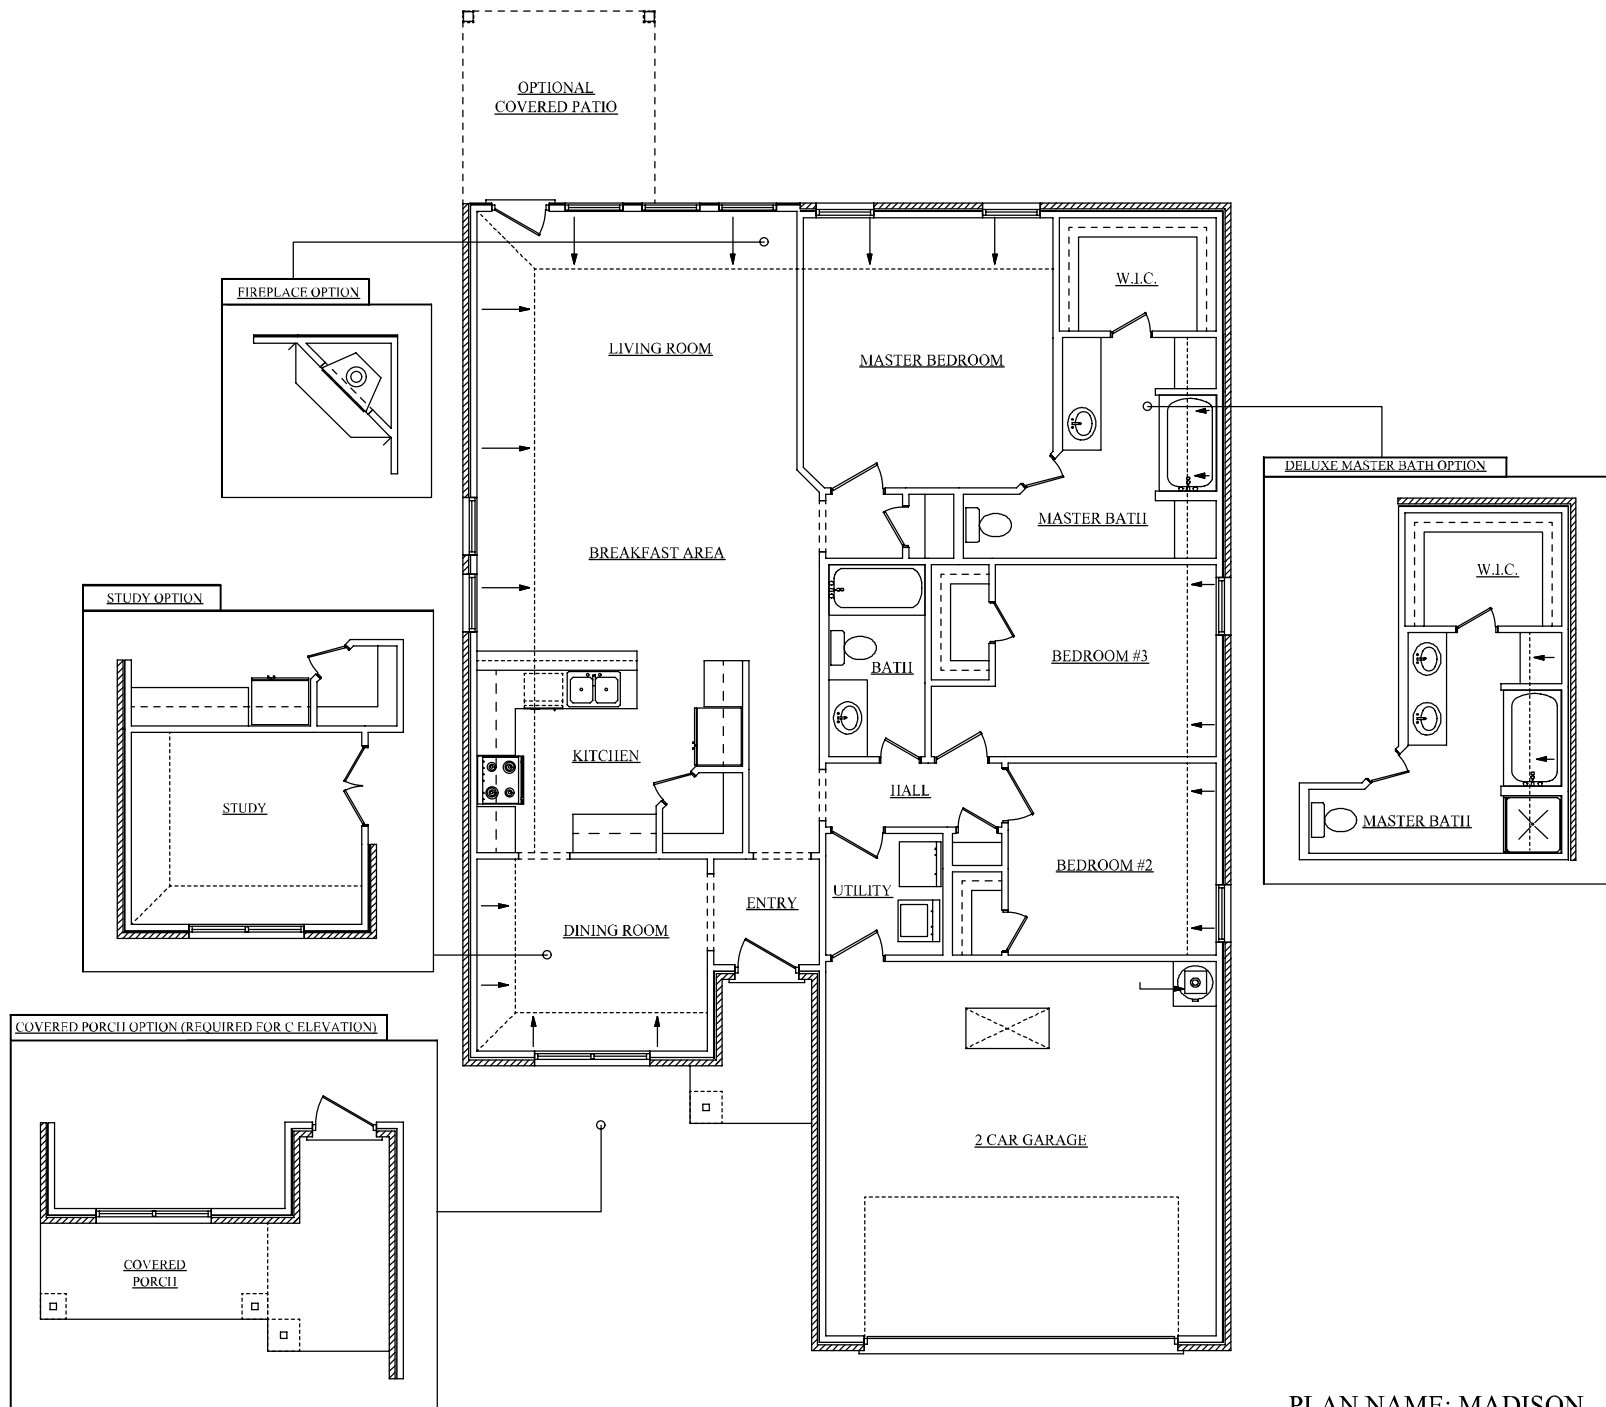 OPTIONAL
COVERED PATIO
FIREPLACE OPTION
LIVING ROOM
MASTER BEDROOM
W.I.C.
DELUXE MASTER BATH OPTION
MASTER BATH
BREAKFAST AREA
W.I.C.
STUDY OPTION
BATH
BEDROOM #3
KITCHEN
HALL
STUDY
MASTER BATH
BEDROOM #2
UTILITY
ENTRY
DINING ROOM
COVERED PORCH OPTION (REQUIRED FOR C ELEVATION)
2 CAR GARAGE
COVERED
PORCH
PLAN NAME: MADISON